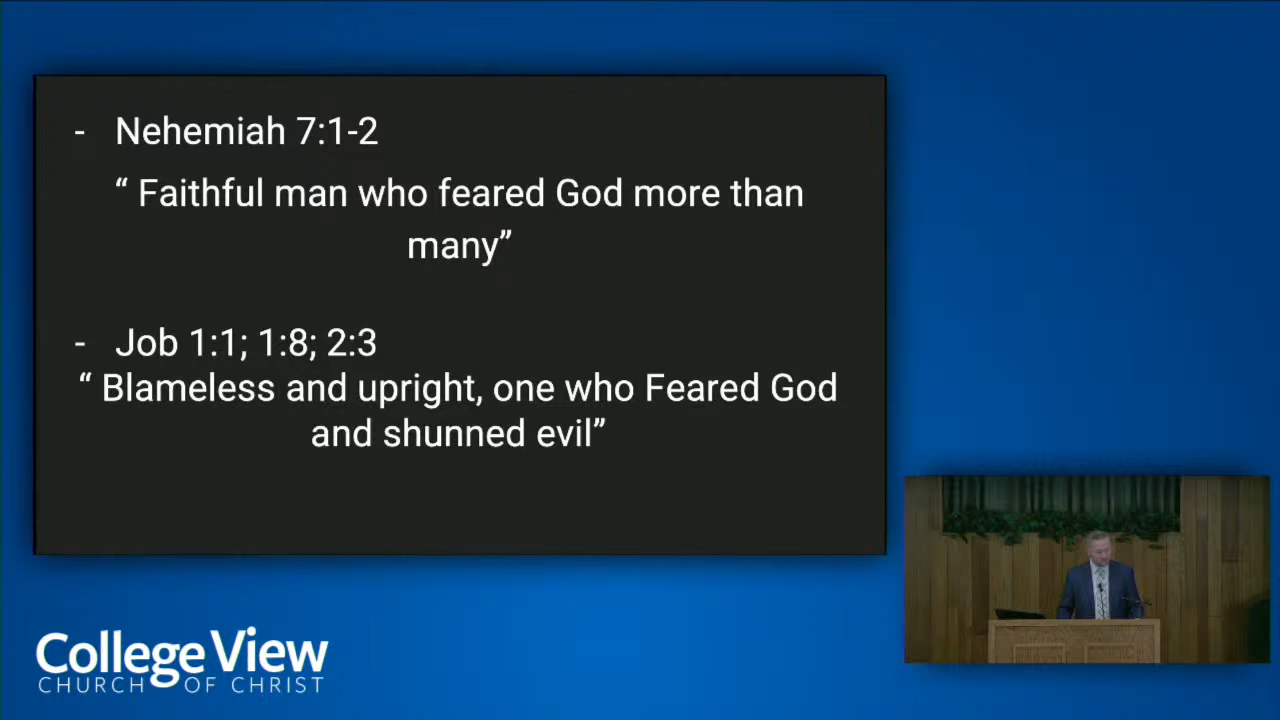 - Nehemiah 7:1-2
“ Faithful man who feared God more than
many”
- Job 1:1; 1:8; 2:3
“ Blameless and upright, one who Feared God
and shunned evil”
College View
CHURCH OF CHRIST